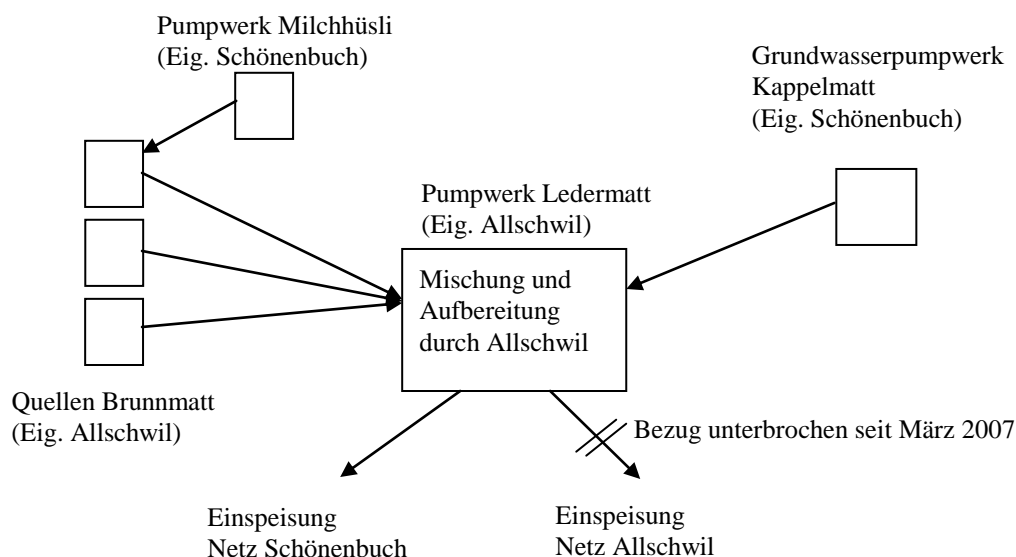 Pumpwerk Milchhüsli
(Eig. Schönenbuch)
Grundwasserpumpwerk
Kappelmatt
(Eig. Schönenbuch)
Pumpwerk Ledermatt
(Eig. Allschwil)
Mischung und
Aufbereitung
durch Allschwil
Quellen Brunnmatt
(Eig. Allschwil)
Bezug unterbrochen seit März 2007
Einspeisung
Netz Schönenbuch
Einspeisung
Netz Allschwil